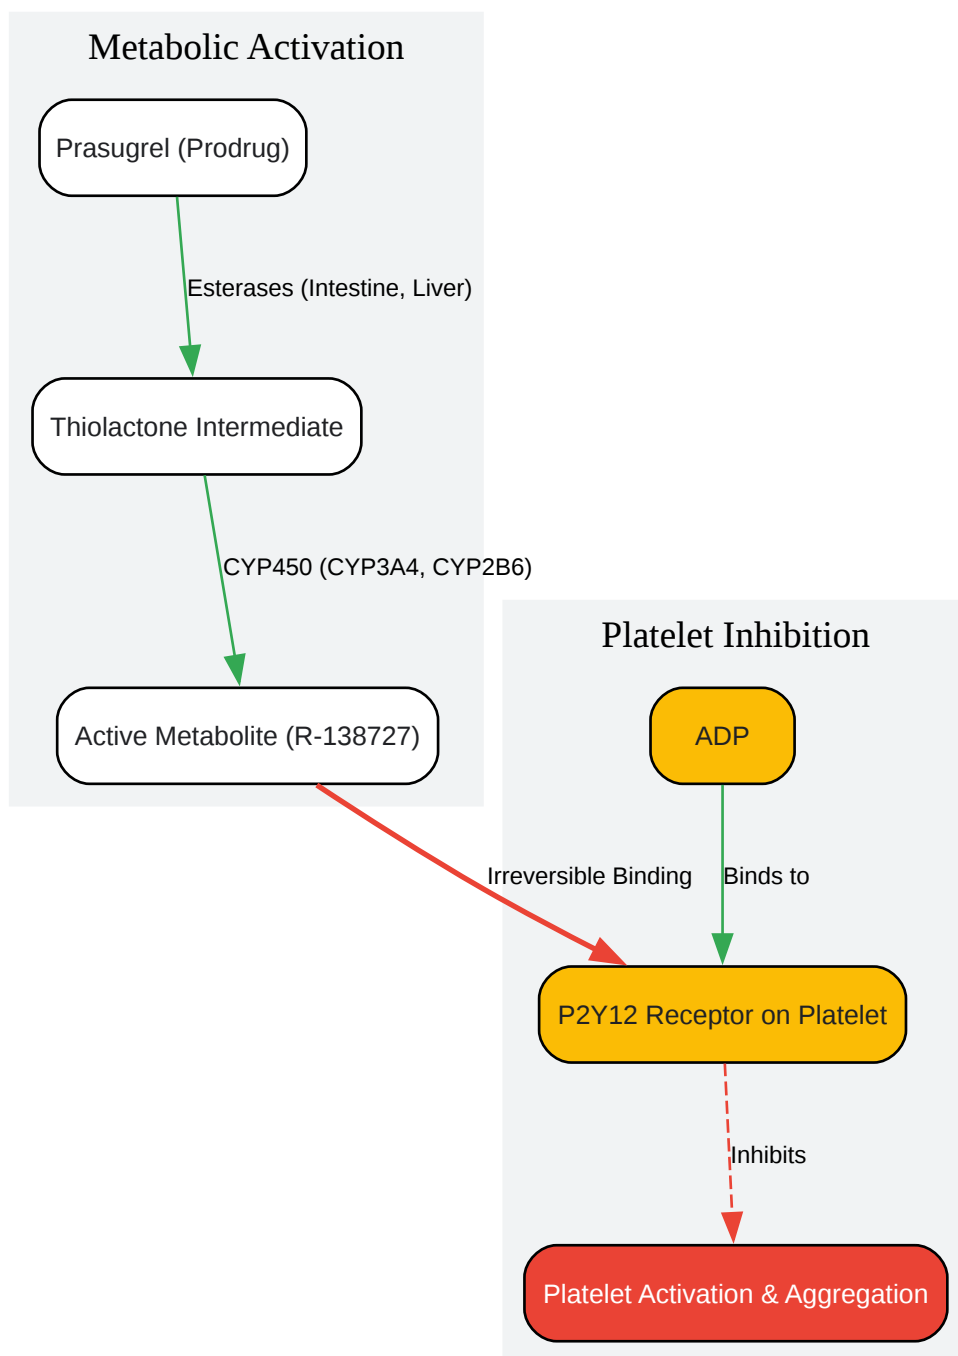 Metabolic Activation
Prasugrel (Prodrug)
Esterases (Intestine, Liver)
Thiolactone Intermediate
CYP450 (CYP3A4, CYP2B6)
Active Metabolite (R-138727)
Platelet Inhibition
ADP
Irreversible Binding
Binds to
P2Y12 Receptor on Platelet
Inhibits
Platelet Activation & Aggregation